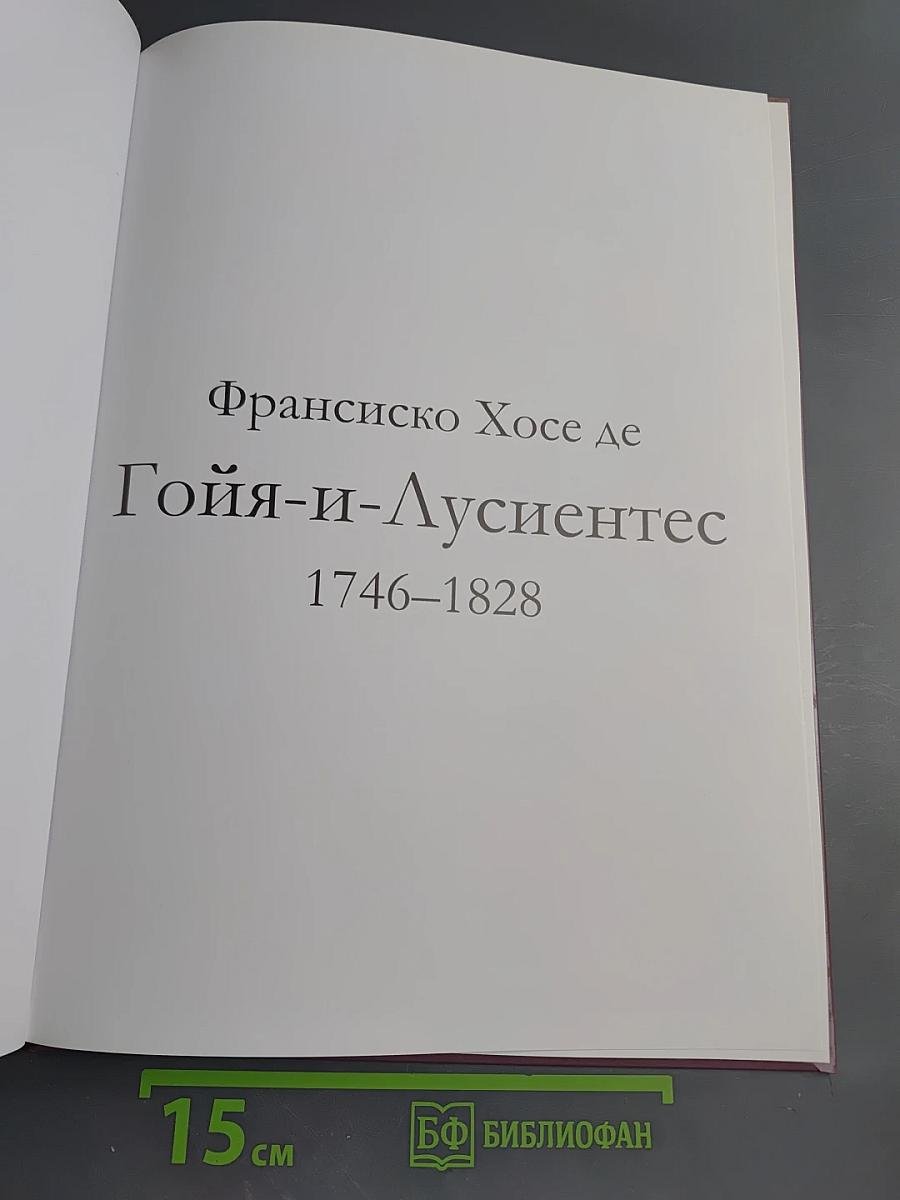 Франсиско Хосе де
Гойя-и-Лусиентес
1746–1828
15 см
БФ БИБЛИОФАН